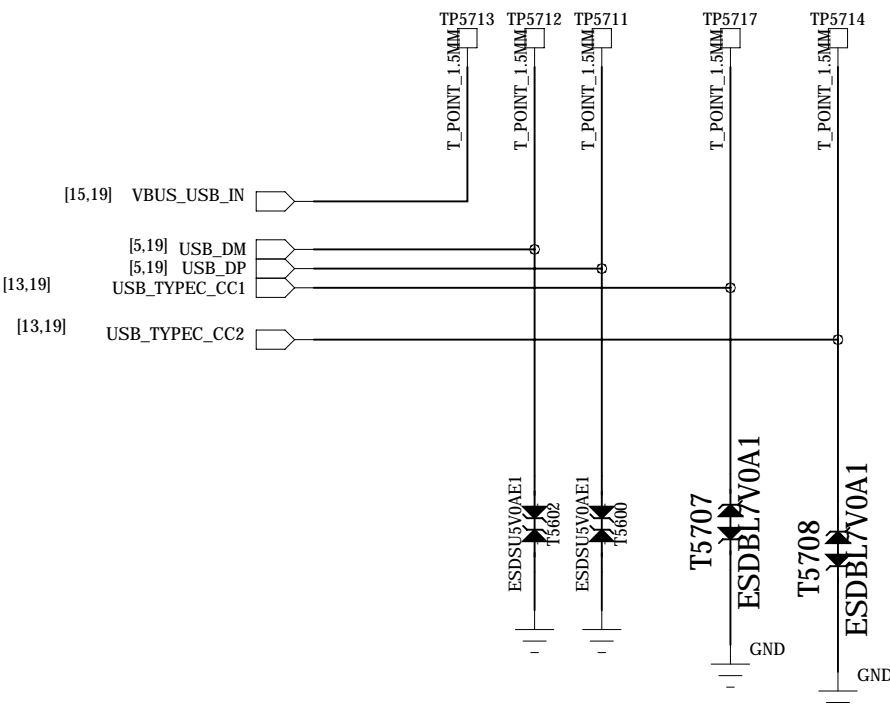 TP5713 TP5712 TP5711 TP5717 TP5714
T_POINT_1.5MM
T_POINT_1.5MM
T_POINT_1.5MM
T_POINT_1.5MM
T_POINT_1.5MM
[15,19] VBUS_USB_IN
[5,19] USB_DM
[5,19] USB_DP
[13,19] USB_TYPEC_CC1
[13,19] USB_TYPEC_CC2
ESDSU5V0AE1
T5602
ESDSU5V0AE1
T5600
T5707
ESDBL7V0A1
T5708
ESDBL7V0A1
GND
GND